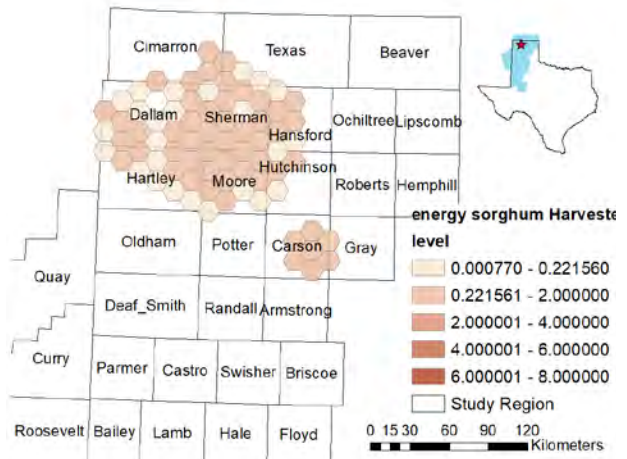 Cimarron Texas Beaver
Dallam Sherman Hansford Ochiltree Lipscomb
Hartley Moore Hutchinson Roberts Hemphill
Oldham Potter Carson Gray
Quay Deaf_Smith Randall Armstrong
Curry Parmer Castro Swisher Briscoe
Roosevelt Bailey Lamb Hale Floyd
energy sorghum Harveste
level
0.000770 - 0.221560
0.221561 - 2.000000
2.000001 - 4.000000
4.000001 - 6.000000
6.000001 - 8.000000
Study Region
0 15 30 60 90 120
Kilometers